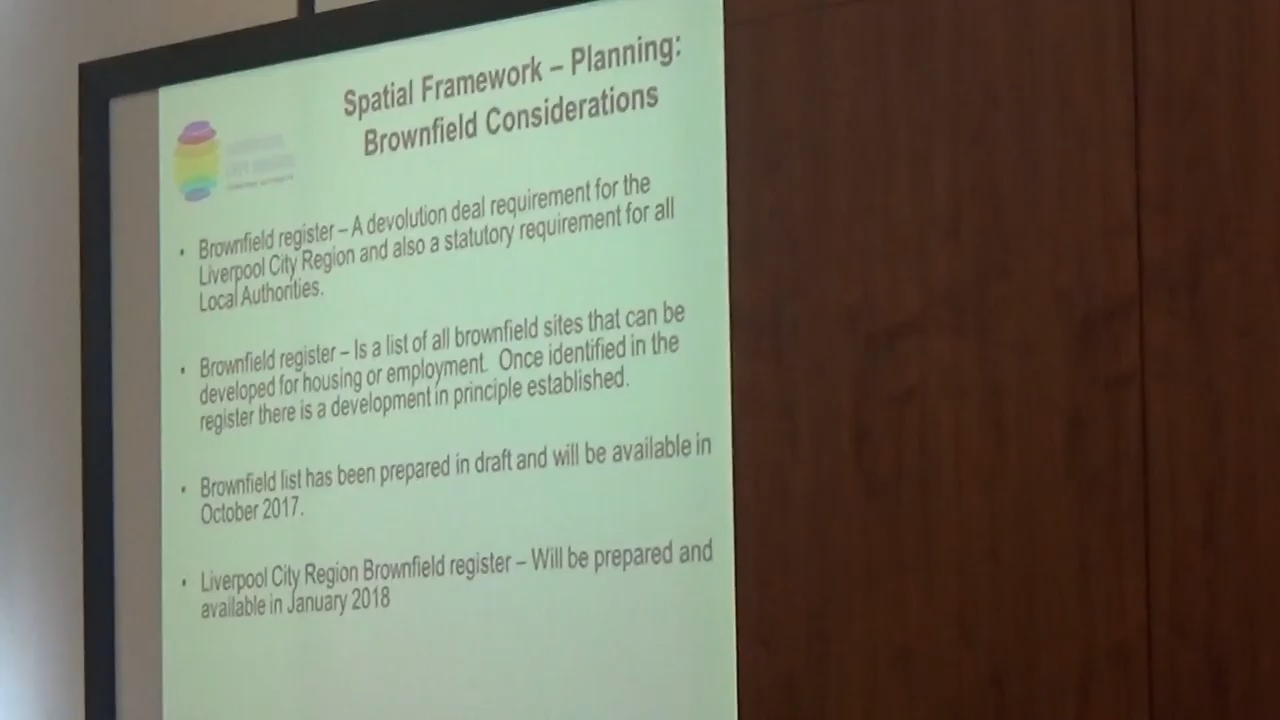 Spatial Framework – Planning:
Brownfield Considerations
• Brownfield register – A devolution deal requirement for the
Liverpool City Region and also a statutory requirement for all
Local Authorities.
• Brownfield register – Is a list of all brownfield sites that can be
developed for housing or employment. Once identified in the
register there is a development in principle established.
• Brownfield list has been prepared in draft and will be available in
October 2017.
• Liverpool City Region Brownfield register – Will be prepared and
available in January 2018